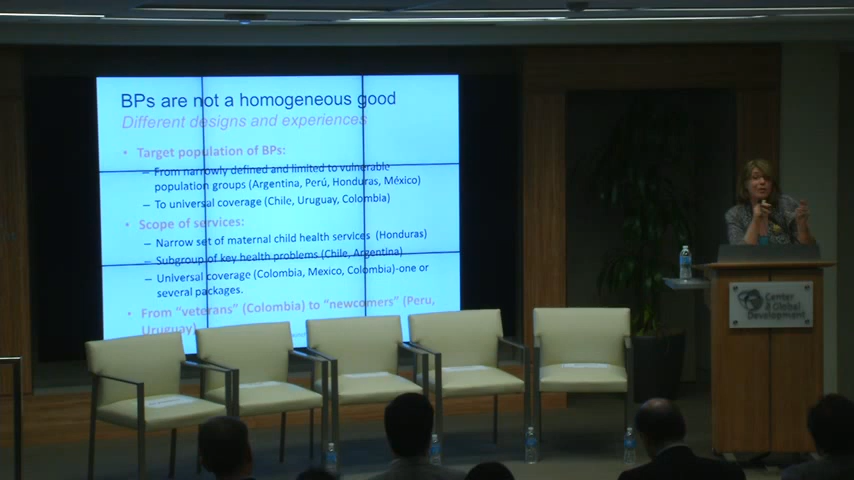 BPs are not a homogeneous good
Different designs and experiences
• Target population of BPs:
– From narrowly defined and limited to vulnerable
population groups (Argentina, Perú, Honduras, México)
– To universal coverage (Chile, Uruguay, Colombia)
• Scope of services:
– Narrow set of maternal child health services (Honduras)
– Subgroup of key health problems (Chile, Argentina)
– Universal coverage (Colombia, Mexico, Colombia)-one or
several packages.
• From “veterans” (Colombia) to “newcomers” (Peru,
Uruguay)
Center
Global
Development